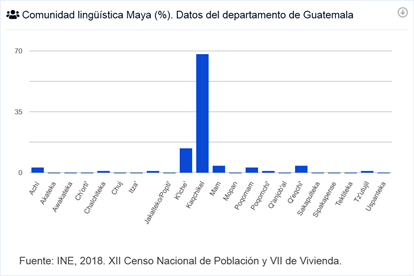 Comunidad lingüística Maya (%). Datos del departamento de Guatemala
70
35
0
Achi
Akateka
Awakateka
Ch'orti'
Chalchiteka
Chuj
Itza'
Jakalteko/Popti'
K'iche'
Kaqchikel
Mam
Mopan
Poqomam
Poqomchi'
Q'anjob'al
Q'eqchi'
Sakapulteka
Sipakapense
Tektiteka
Tz'utujil
Uspanteka
Fuente: INE, 2018. XII Censo Nacional de Población y VII de Vivienda.